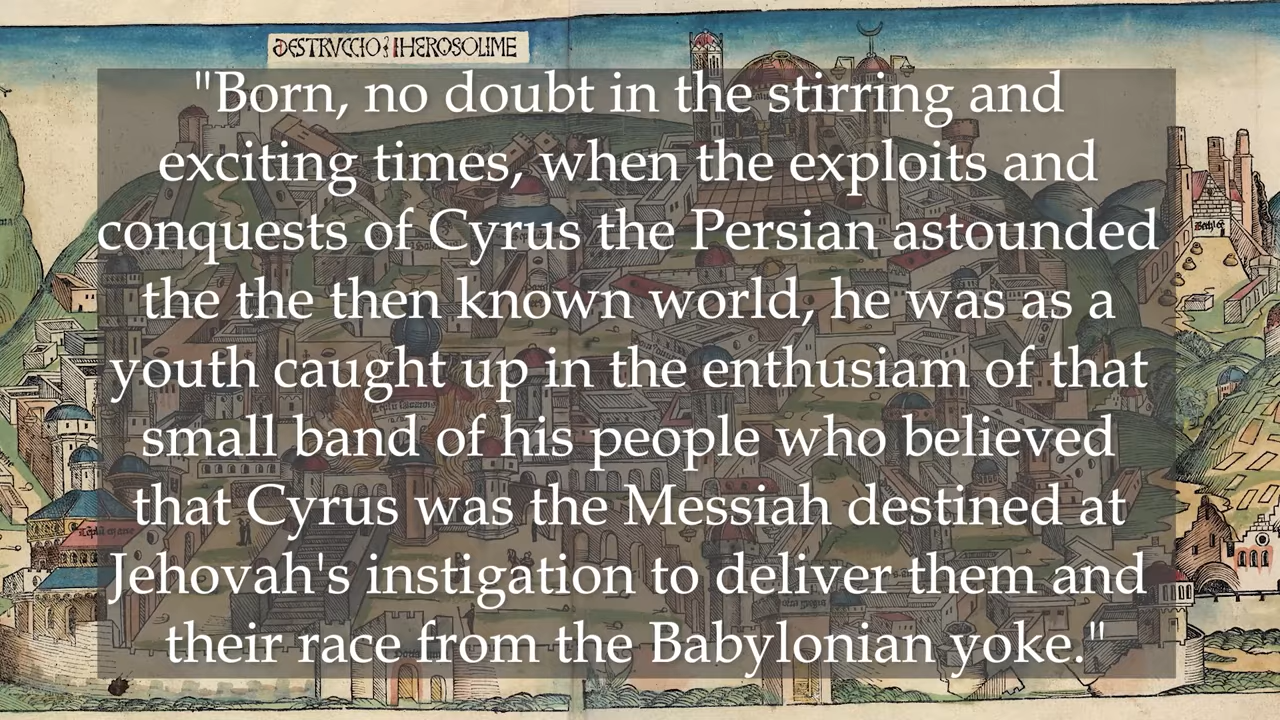 DESTRVCCIO IHEROSOLIME
"Born, no doubt in the stirring and
exciting times, when the exploits and
conquests of Cyrus the Persian astounded
the the then known world, he was as a
youth caught up in the enthusiam of that
small band of his people who believed
that Cyrus was the Messiah destined at
Jehovah's instigation to deliver them and
their race from the Babylonian yoke."